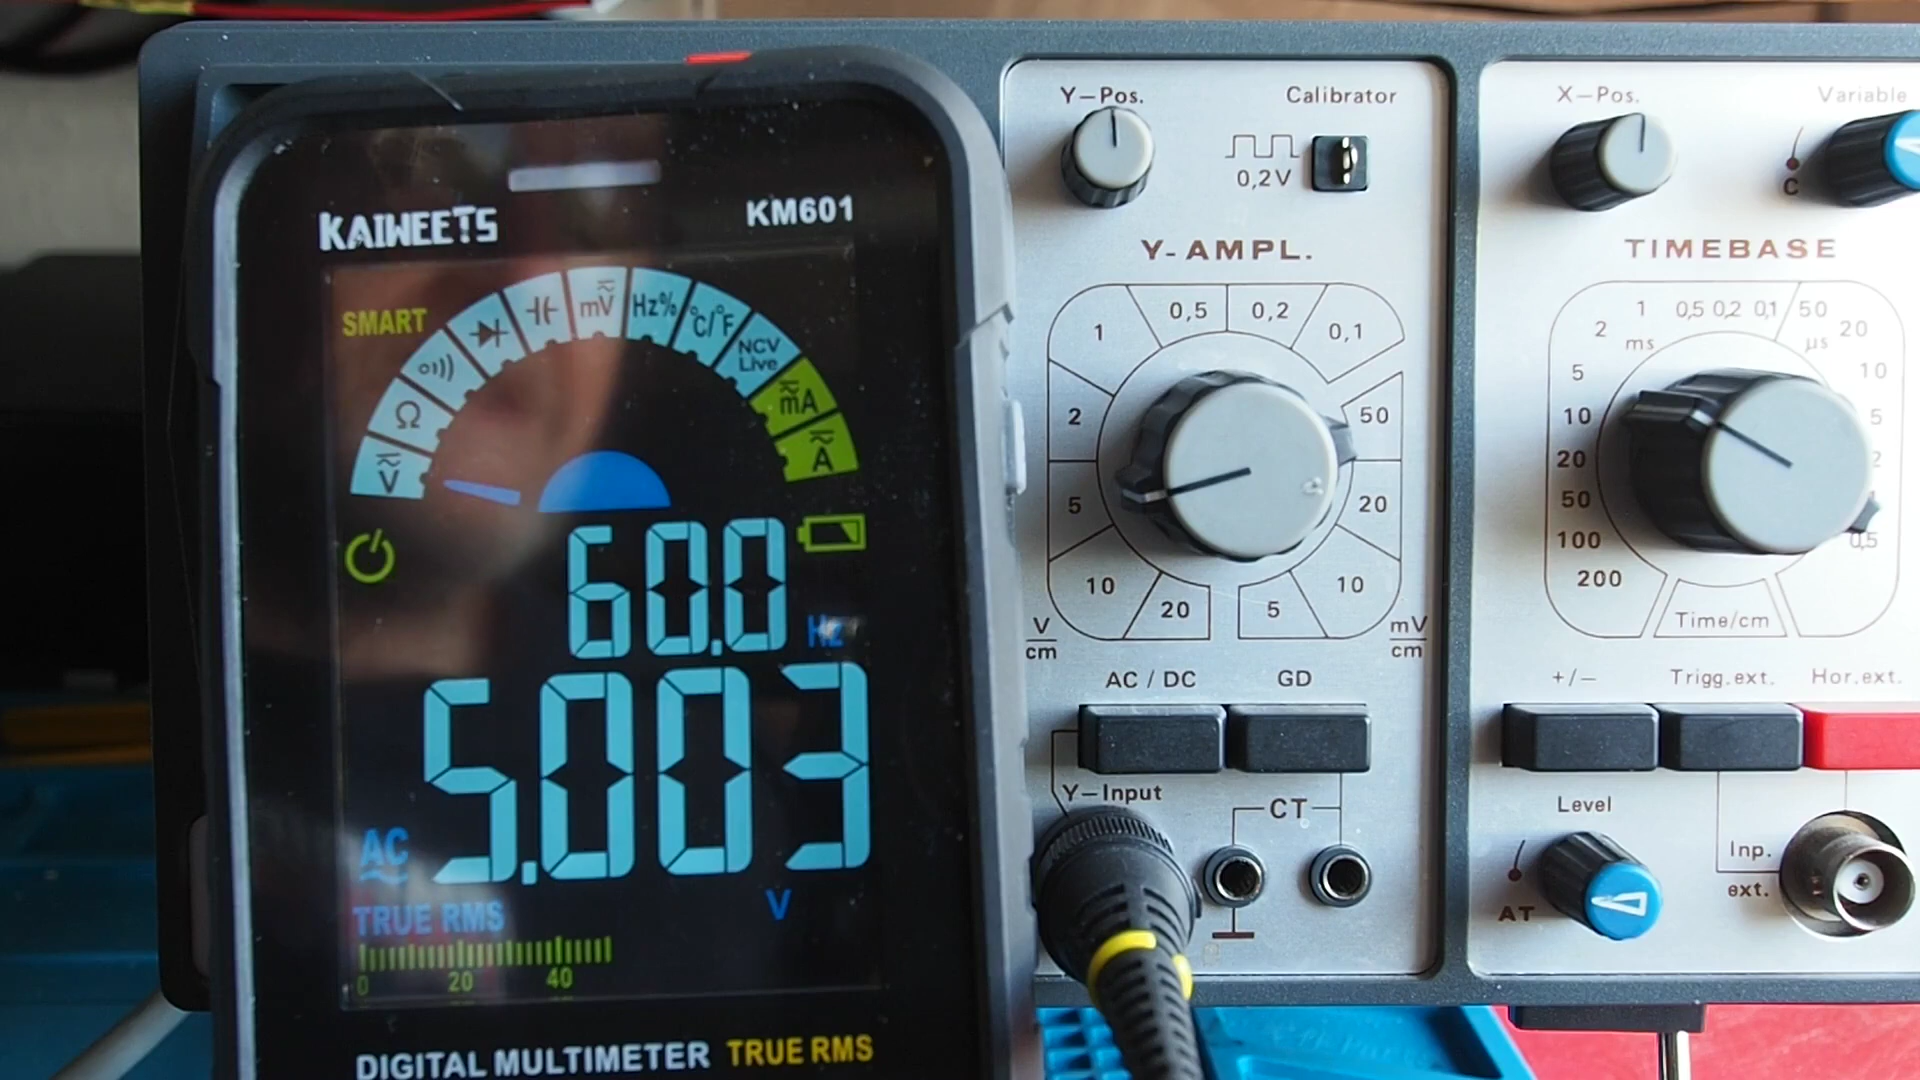 KAIWEETS
KM601
SMART
V
Ω
mV
Hz%
°C/°F
NCV
Live
mA
A
60.0
Hz
5.003
AC
V
TRUE RMS
0 20 40
DIGITAL MULTIMETER TRUE RMS
Y–Pos.
Calibrator
0,2V
Y-AMPL.
1
0,5
0,2
0,1
2
50
5
20
10
10
20
5
V
cm
mV
cm
AC / DC
GD
Y–Input
CT
X–Pos.
Variable
C
TIMEBASE
2
1
0,5 0,2 0,1
50
ms
µs
20
5
10
10
5
20
2
50
100
0,5
200
Time/cm
+/–
Trigg.ext.
Hor.ext.
Level
Inp.
ext.
AT